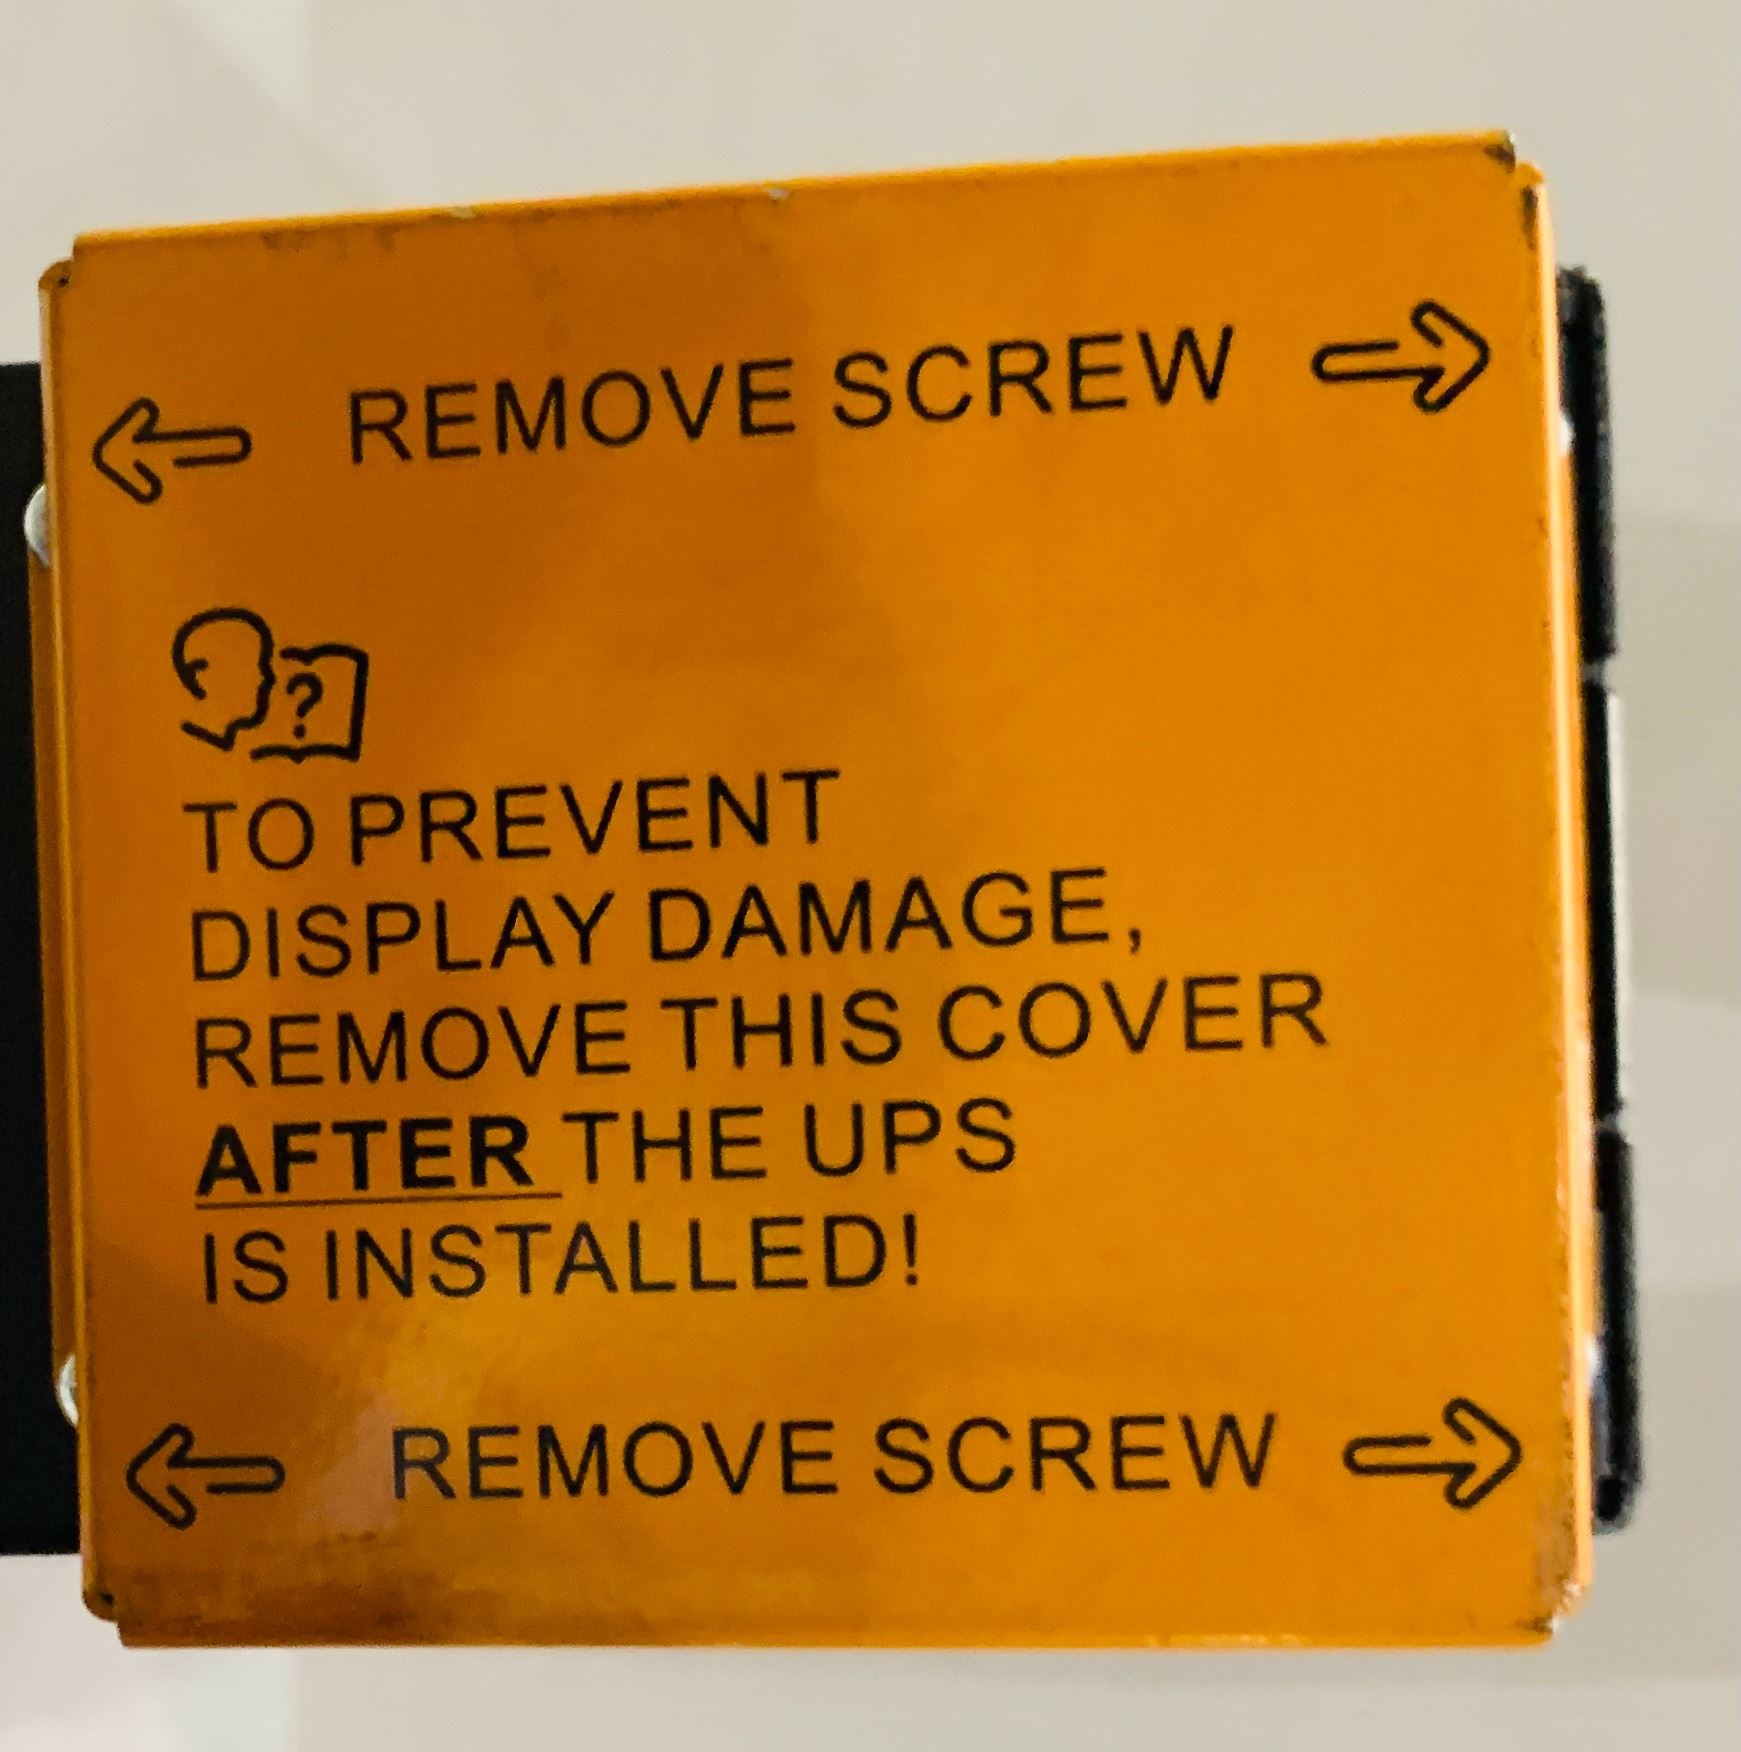 REMOVE SCREW
?
TO PREVENT
DISPLAY DAMAGE,
REMOVE THIS COVER
AFTER THE UPS
IS INSTALLED!
REMOVE SCREW